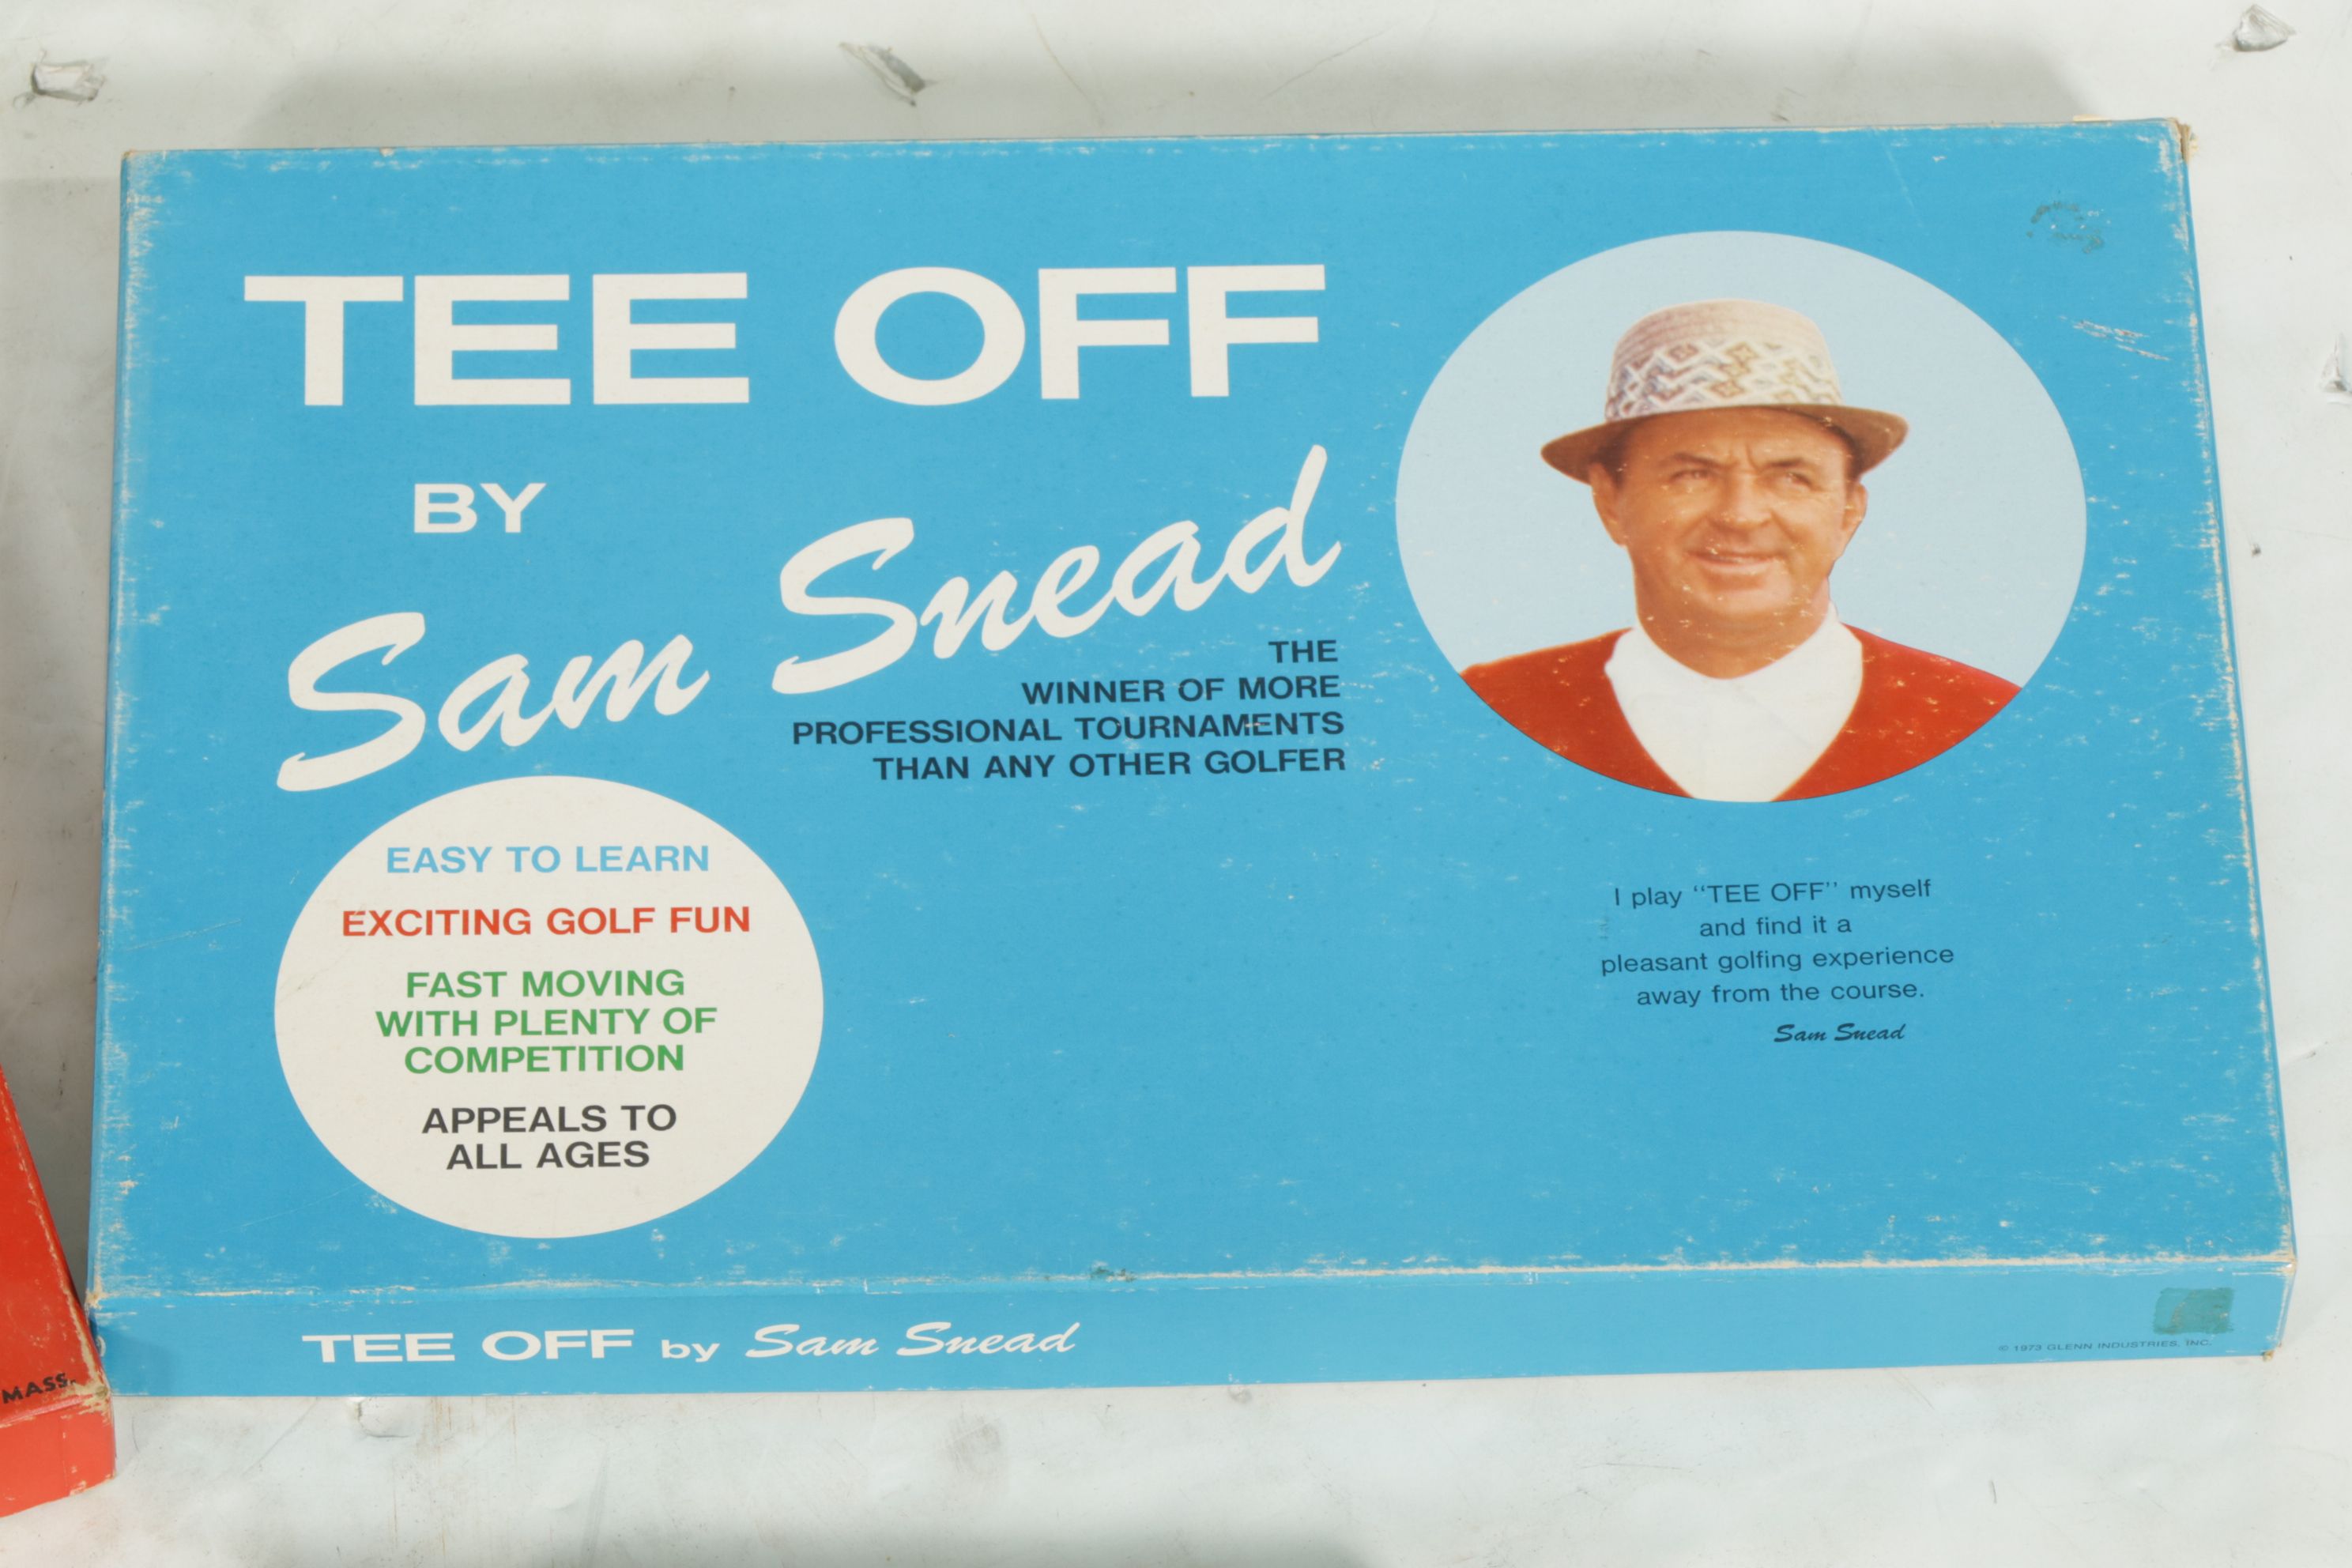 TEE OFF
BY
Sam Snead
THE
WINNER OF MORE
PROFESSIONAL TOURNAMENTS
THAN ANY OTHER GOLFER
EASY TO LEARN
EXCITING GOLF FUN
FAST MOVING
WITH PLENTY OF
COMPETITION
APPEALS TO
ALL AGES
I play “TEE OFF” myself
and find it a
pleasant golfing experience
away from the course.
Sam Snead
TEE OFF by Sam Snead
© 1973 GLENN INDUSTRIES, INC.
MASS.